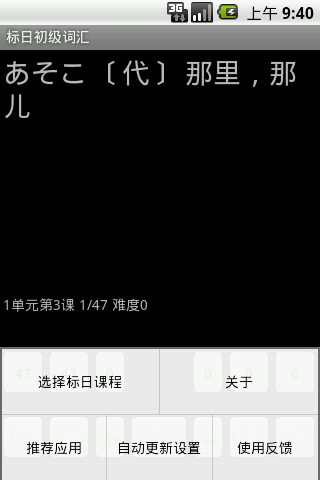 上午 9:40
标日初级词汇
あそこ〔代〕那里，那
儿
1单元第3课 1/47 难度0
选择标日课程 关于
推荐应用 自动更新设置 使用反馈